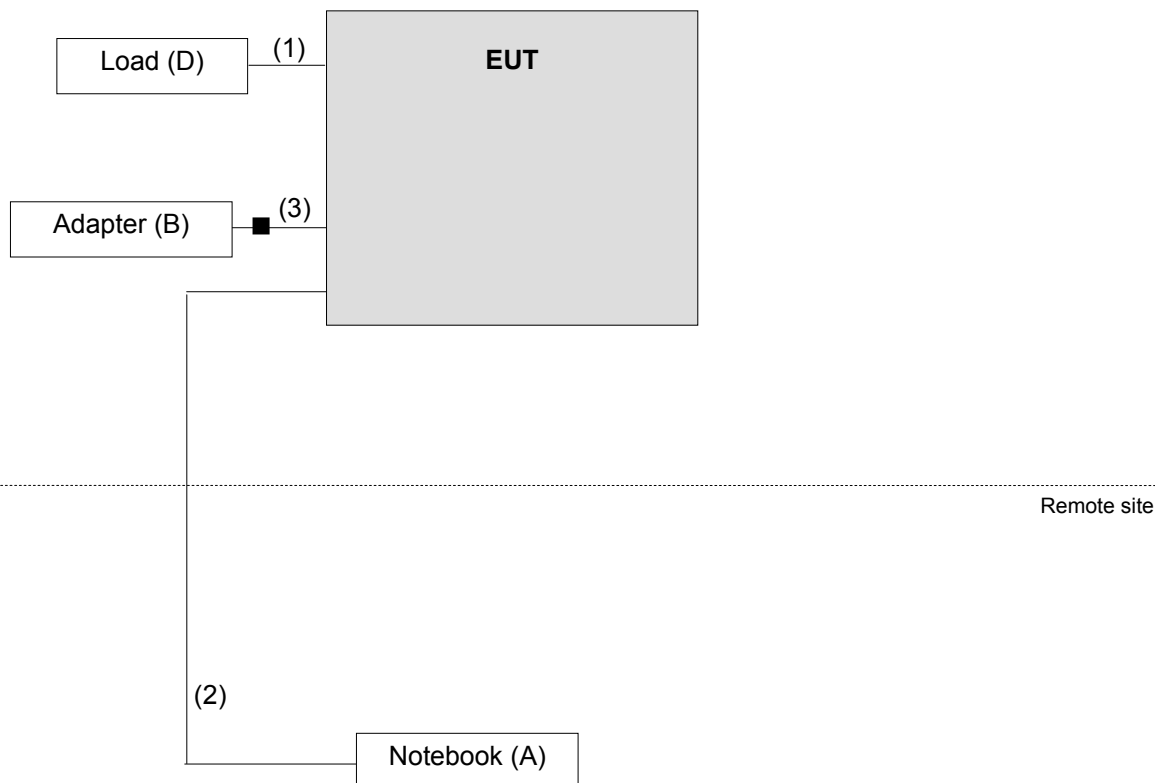 (1)
Load (D)
EUT
(3)
Adapter (B)
Remote site
(2)
Notebook (A)